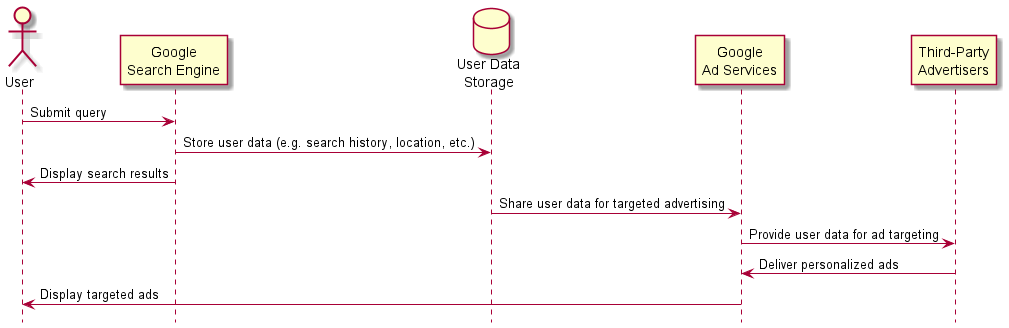 User
Google
Search Engine
User Data
Storage
Google
Ad Services
Third-Party
Advertisers
Submit query
Store user data (e.g. search history, location, etc.)
Display search results
Share user data for targeted advertising
Provide user data for ad targeting
Deliver personalized ads
Display targeted ads